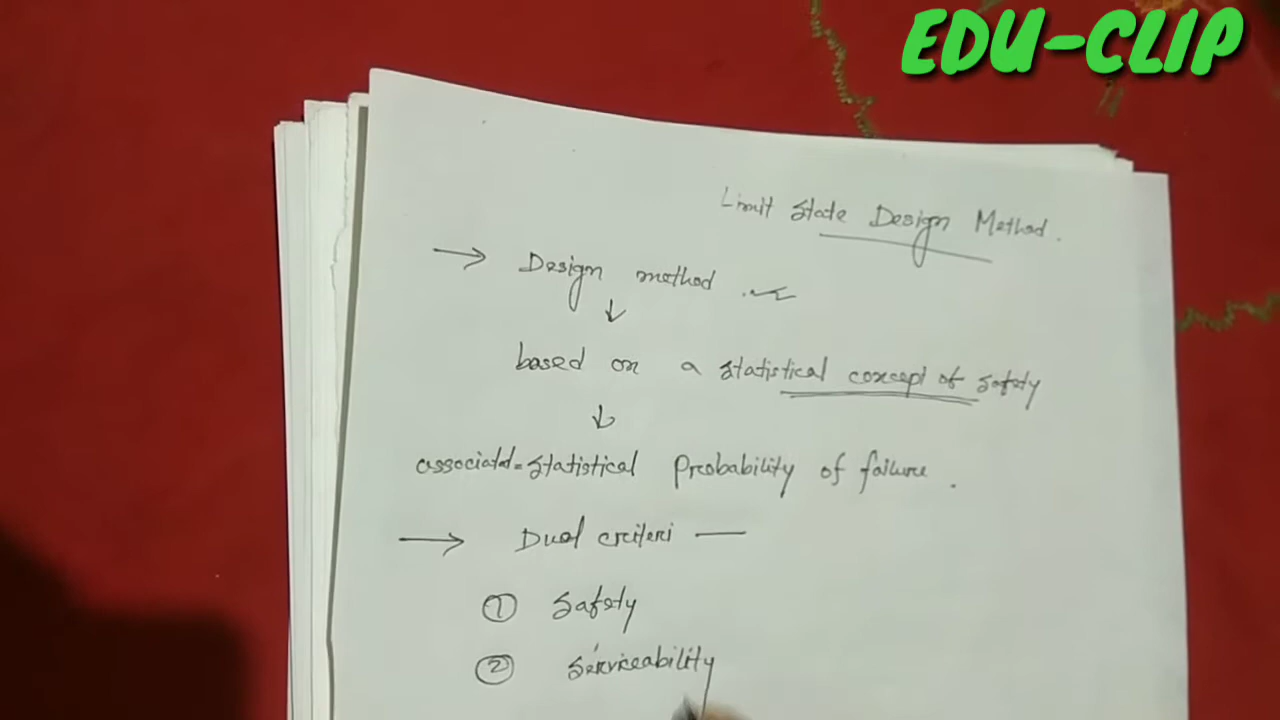 EDU-CLIP
Limit State Design Method.
→ Design method.
↓
based on a statistical concept of safety
↓
associated = statistical Probability of failure.
→ Dual criteri —
① Safety
② Serviceability